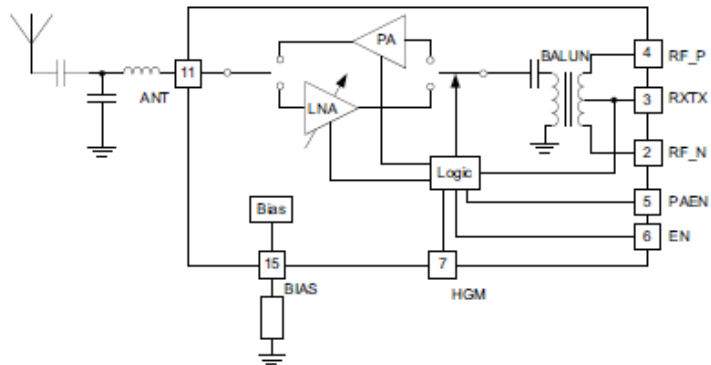 PA
BALUN
4 RF_P
11
3 RXTX
ANT
LNA
2 RF_N
Logic
5 PAEN
Bias
6 EN
15
7
BIAS
HGM